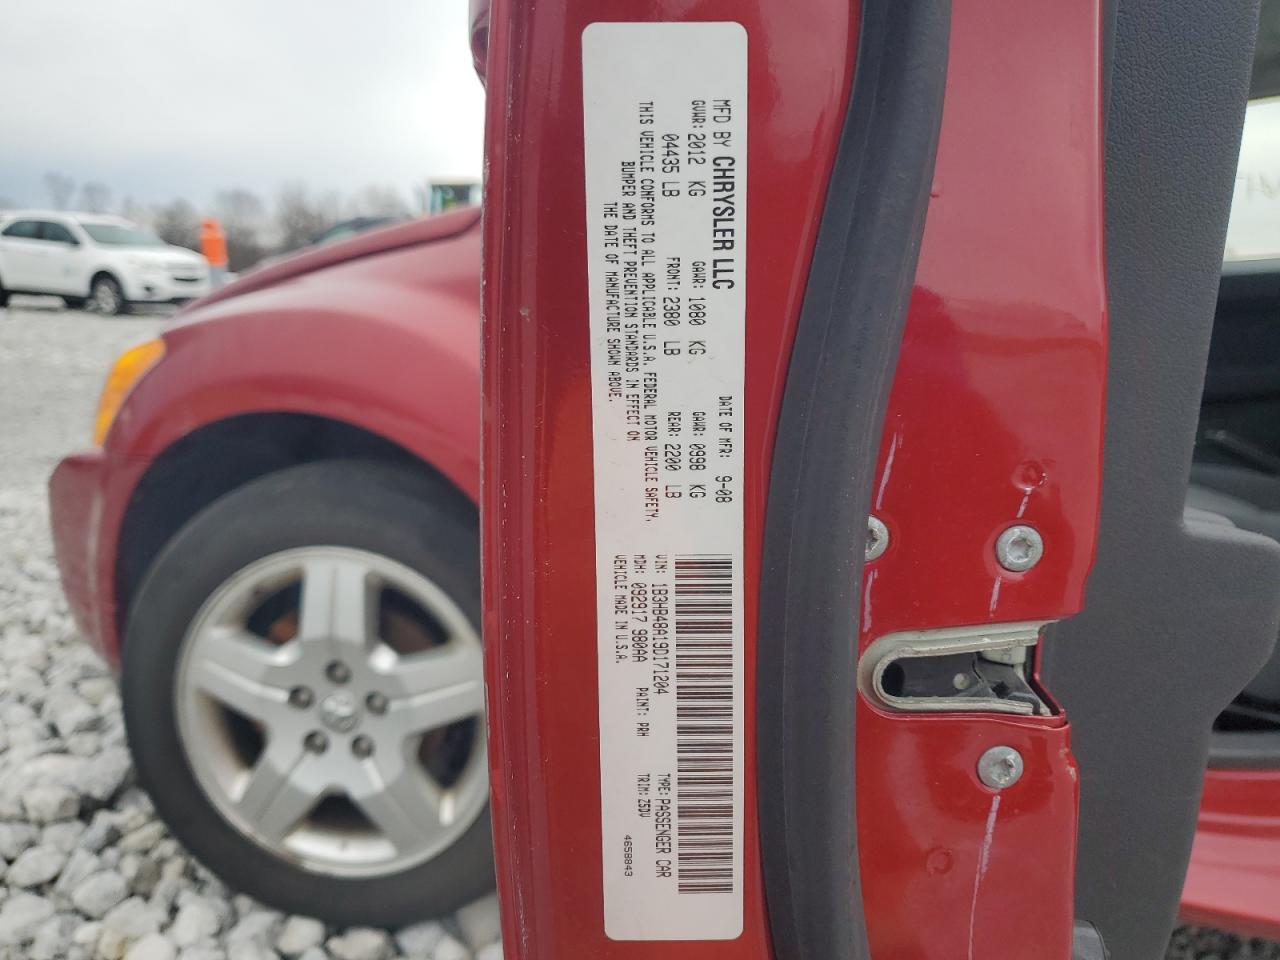 MFD BY CHRYSLER LLC
DATE OF MFR: 9-08
GVWR: 2012 KG
GAWR: 1080 KG
GAWR: 0998 KG
04435 LB
FRONT: 2380 LB
REAR: 2200 LB
THIS VEHICLE CONFORMS TO ALL APPLICABLE U.S.A. FEDERAL MOTOR VEHICLE SAFETY,
BUMPER AND THEFT PREVENTION STANDARDS IN EFFECT ON
THE DATE OF MANUFACTURE SHOWN ABOVE.
VIN: 1B3HB48A19D171204
TYPE: PASSENGER CAR
MDH: 092917 980AA
PAINT: PRH
TRIM: Z5DV
VEHICLE MADE IN U.S.A.
4658843